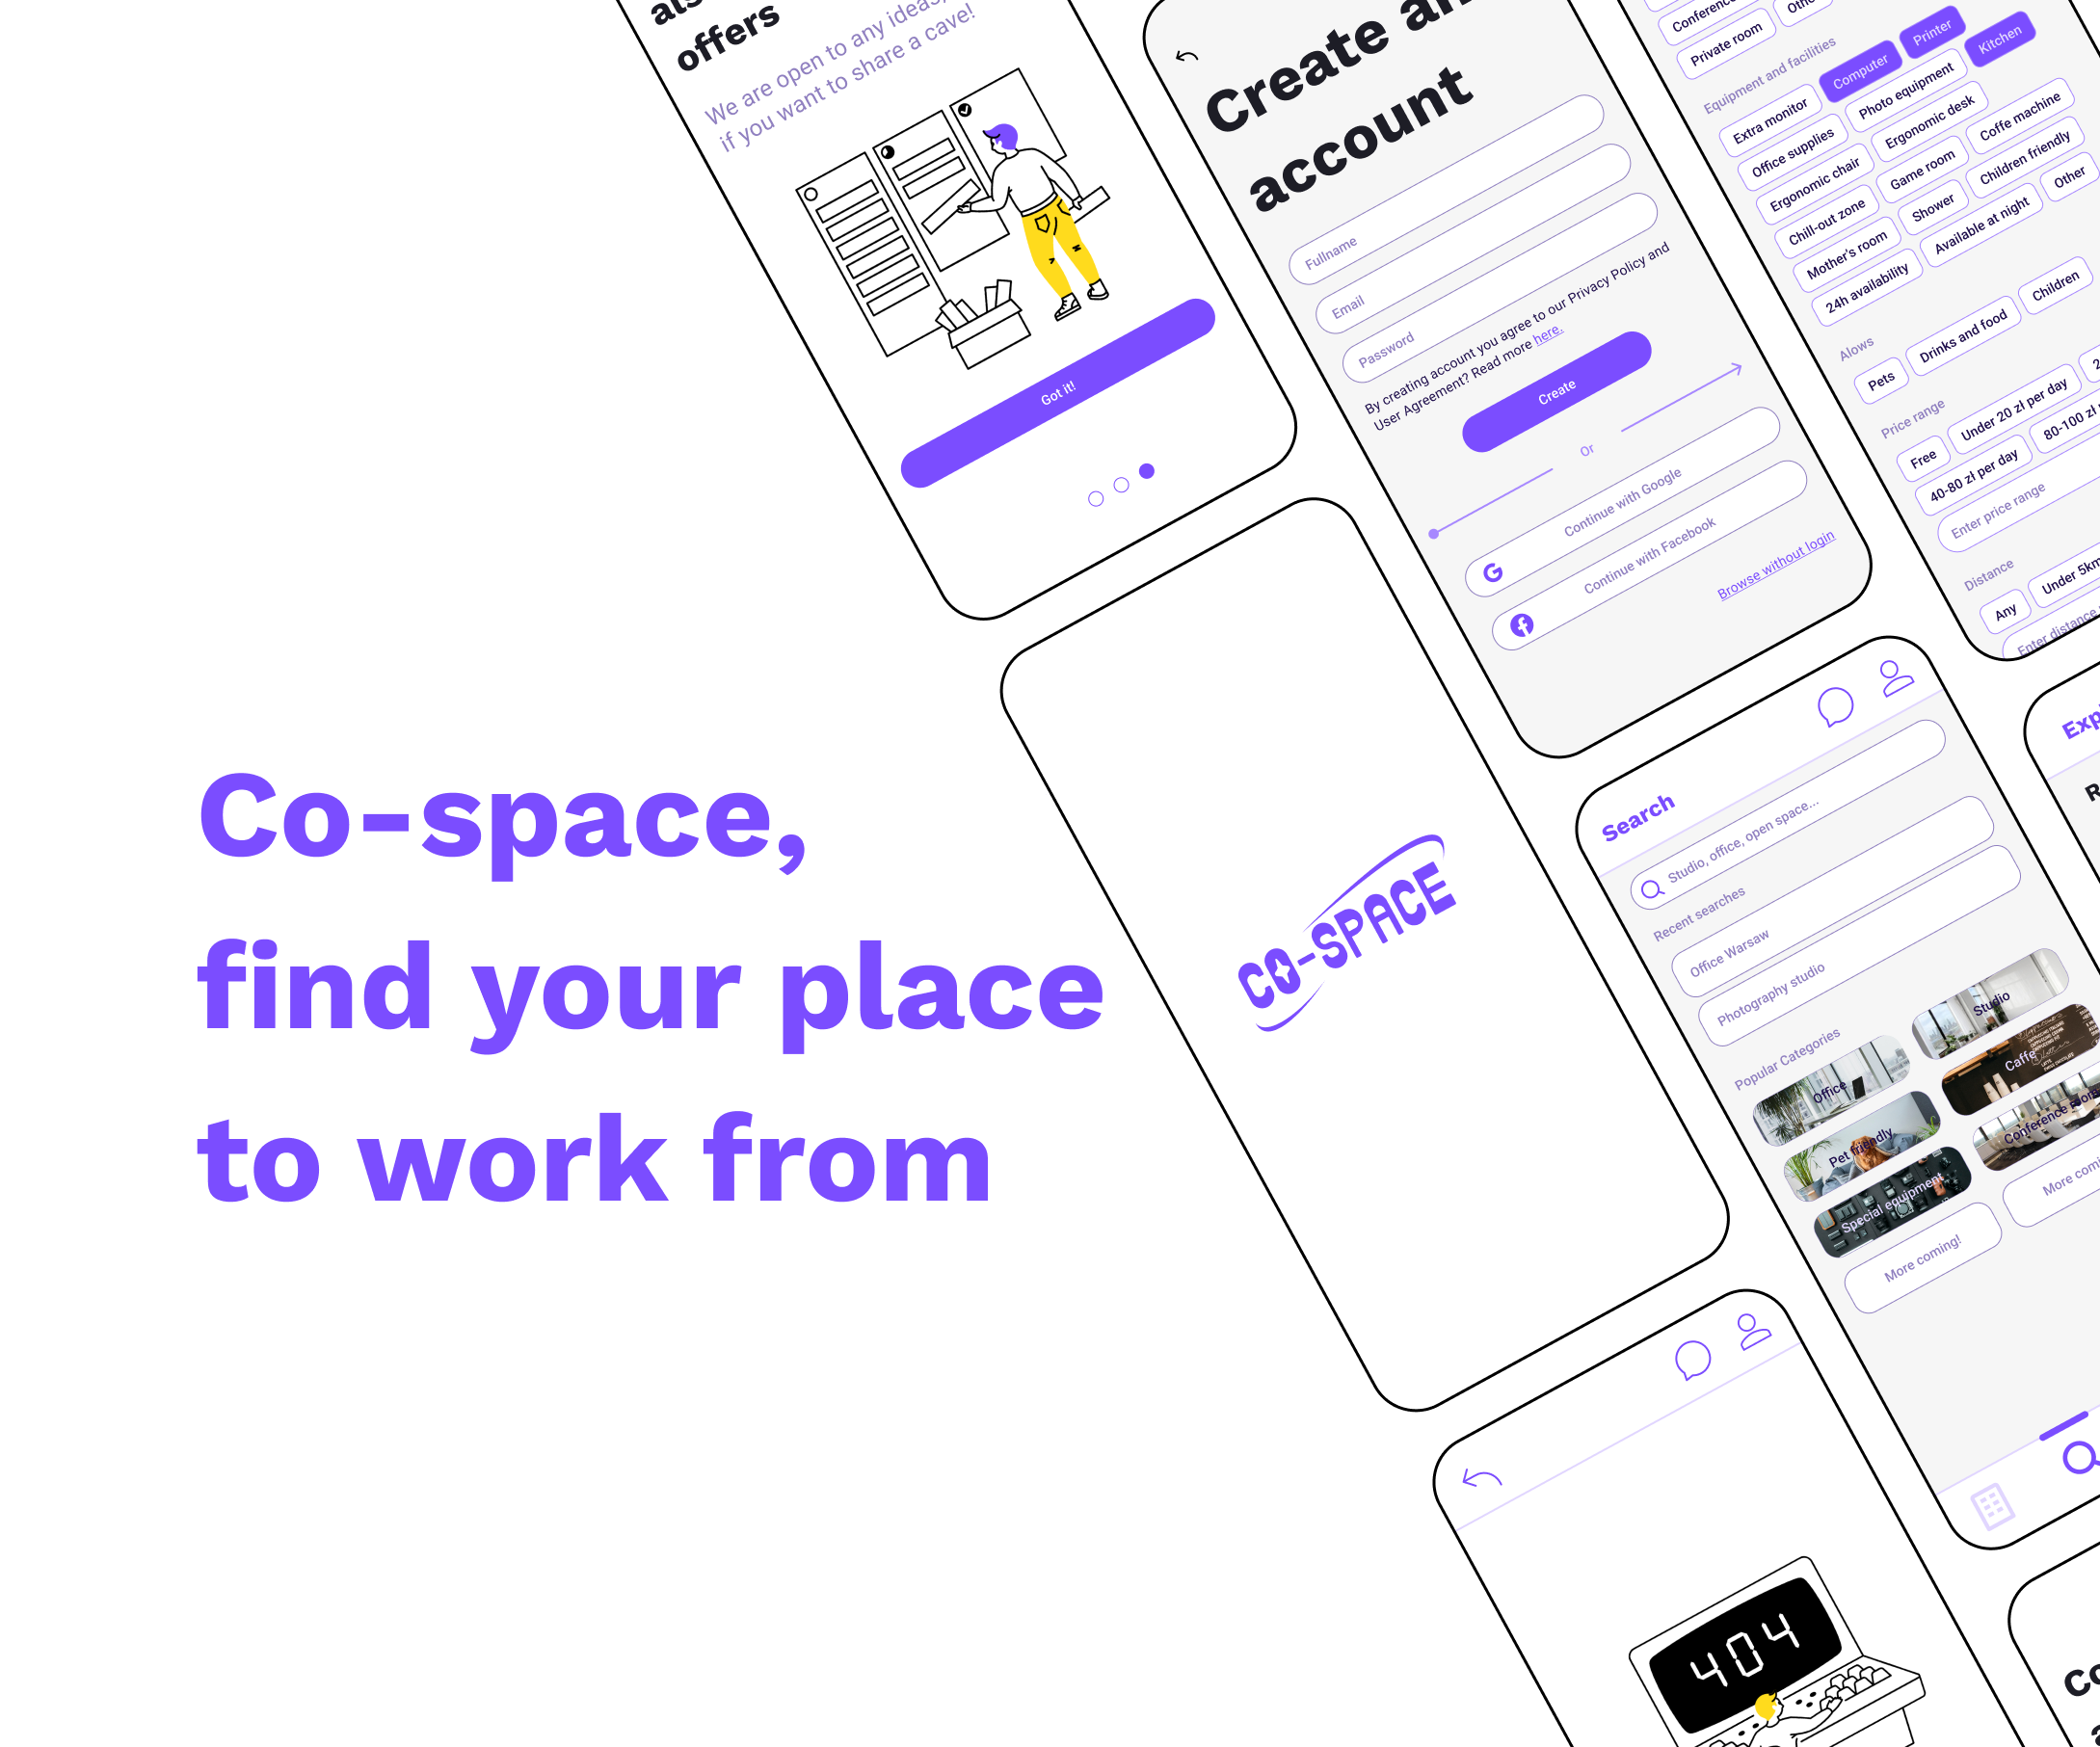 Co-space,
find your place
to work from
offers
We are open to any ideas,
if you want to share a cave!
Got it!
Create an
account
Fullname
Email
Password
By creating account you agree to our Privacy Policy and
User Agreement? Read more here.
Create
Or
Continue with Google
Continue with Facebook
Browse without login
Private room
Equipment and facilities
Extra monitor Computer Printer
Office supplies Photo equipment Kitchen
Ergonomic chair Ergonomic desk
Chill-out zone Game room Coffe machine
Mother's room Shower Children friendly
24h availability Available at night Other
Alows
Pets Drinks and food Children
Price range
Free Under 20 zł per day
40-80 zł per day 80-100 zł
Enter price range
Distance
Any Under 5km
Enter distance
CO-SPACE
Search
Studio, office, open space...
Recent searches
Office Warsaw
Photography studio
Popular Categories
Office Studio
Pet friendly Caffe
Special equipment Conference room
More coming! More comi
Exp
R
404
Co